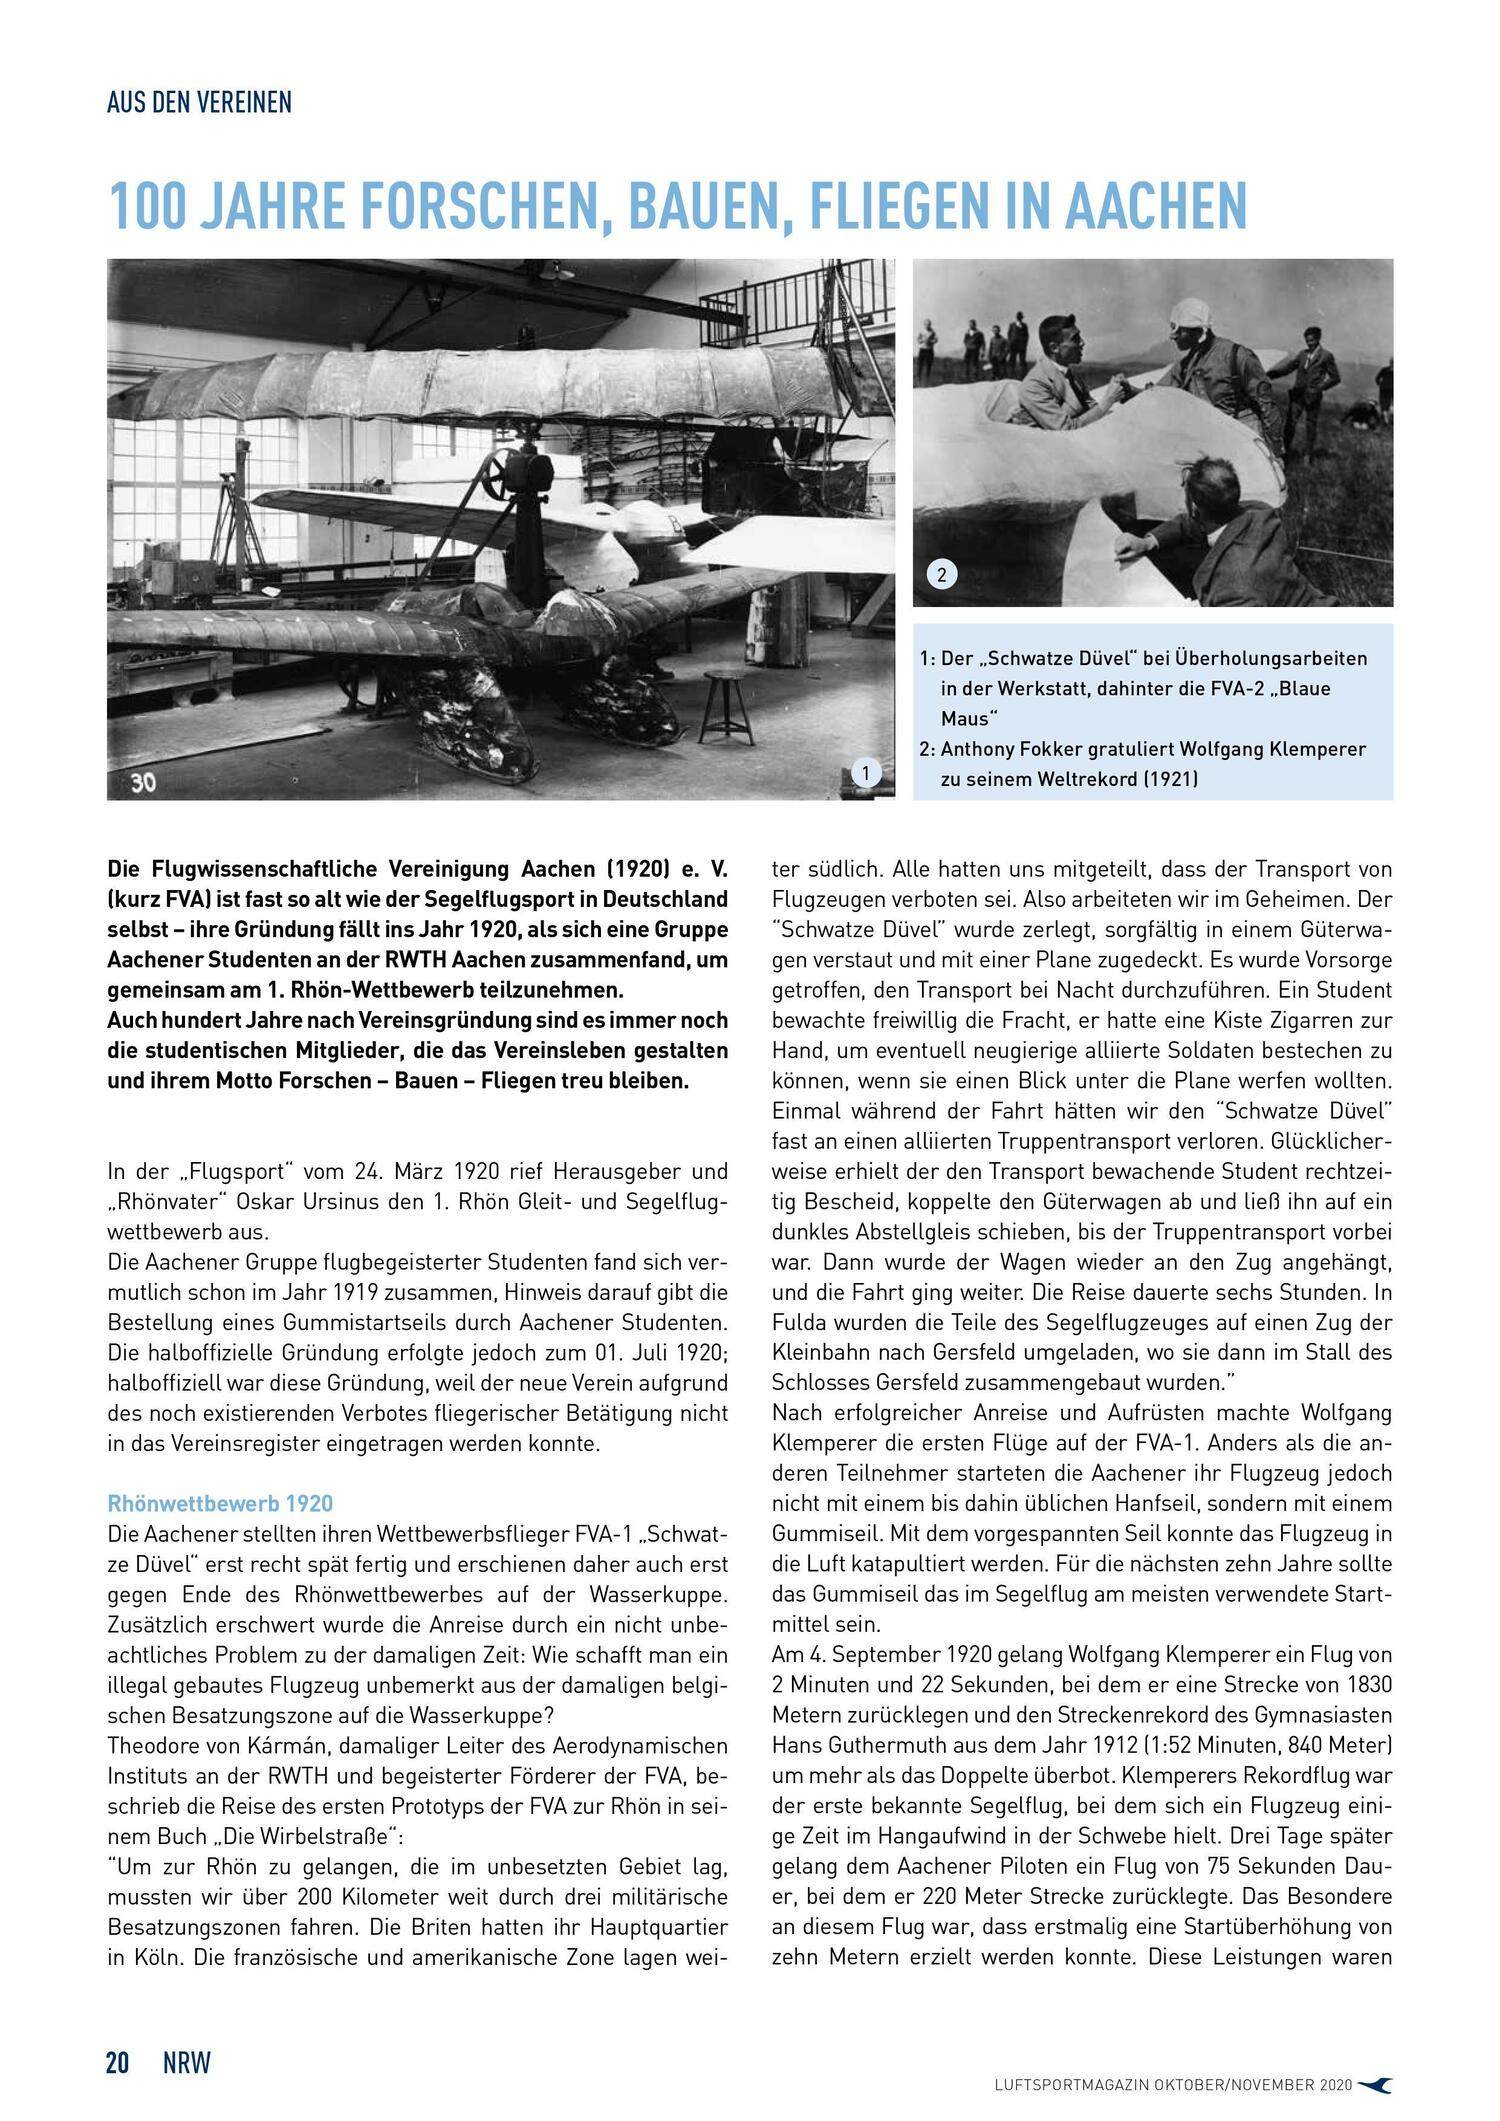 AUS DEN VEREINEN
100 JAHRE FORSCHEN, BAUEN, FLIEGEN IN AACHEN
30
1
2
1: Der „Schwatze Düvel“ bei Überholungsarbeiten
in der Werkstatt, dahinter die FVA-2 „Blaue
Maus“
2: Anthony Fokker gratuliert Wolfgang Klemperer
zu seinem Weltrekord (1921)
Die Flugwissenschaftliche Vereinigung Aachen (1920) e. V.
(kurz FVA) ist fast so alt wie der Segelflugsport in Deutschland
selbst – ihre Gründung fällt ins Jahr 1920, als sich eine Gruppe
Aachener Studenten an der RWTH Aachen zusammenfand, um
gemeinsam am 1. Rhön-Wettbewerb teilzunehmen.
Auch hundert Jahre nach Vereinsgründung sind es immer noch
die studentischen Mitglieder, die das Vereinsleben gestalten
und ihrem Motto Forschen – Bauen – Fliegen treu bleiben.
In der „Flugsport“ vom 24. März 1920 rief Herausgeber und
„Rhönvater“ Oskar Ursinus den 1. Rhön Gleit- und Segelflug-
wettbewerb aus.
Die Aachener Gruppe flugbegeisterter Studenten fand sich ver-
mutlich schon im Jahr 1919 zusammen, Hinweis darauf gibt die
Bestellung eines Gummistartseils durch Aachener Studenten.
Die halboffizielle Gründung erfolgte jedoch zum 01. Juli 1920;
halboffiziell war diese Gründung, weil der neue Verein aufgrund
des noch existierenden Verbotes fliegerischer Betätigung nicht
in das Vereinsregister eingetragen werden konnte.
Rhönwettbewerb 1920
Die Aachener stellten ihren Wettbewerbsflieger FVA-1 „Schwat-
ze Düvel“ erst recht spät fertig und erschienen daher auch erst
gegen Ende des Rhönwettbewerbes auf der Wasserkuppe.
Zusätzlich erschwert wurde die Anreise durch ein nicht unbe-
achtliches Problem zu der damaligen Zeit: Wie schafft man ein
illegal gebautes Flugzeug unbemerkt aus der damaligen belgi-
schen Besatzungszone auf die Wasserkuppe?
Theodore von Kármán, damaliger Leiter des Aerodynamischen
Instituts an der RWTH und begeisterter Förderer der FVA, be-
schrieb die Reise des ersten Prototyps der FVA zur Rhön in sei-
nem Buch „Die Wirbelstraße“:
“Um zur Rhön zu gelangen, die im unbesetzten Gebiet lag,
mussten wir über 200 Kilometer weit durch drei militärische
Besatzungszonen fahren. Die Briten hatten ihr Hauptquartier
in Köln. Die französische und amerikanische Zone lagen wei-
ter südlich. Alle hatten uns mitgeteilt, dass der Transport von
Flugzeugen verboten sei. Also arbeiteten wir im Geheimen. Der
“Schwatze Düvel” wurde zerlegt, sorgfältig in einem Güterwa-
gen verstaut und mit einer Plane zugedeckt. Es wurde Vorsorge
getroffen, den Transport bei Nacht durchzuführen. Ein Student
bewachte freiwillig die Fracht, er hatte eine Kiste Zigarren zur
Hand, um eventuell neugierige alliierte Soldaten bestechen zu
können, wenn sie einen Blick unter die Plane werfen wollten.
Einmal während der Fahrt hätten wir den “Schwatze Düvel”
fast an einen alliierten Truppentransport verloren. Glücklicher-
weise erhielt der den Transport bewachende Student rechtzei-
tig Bescheid, koppelte den Güterwagen ab und ließ ihn auf ein
dunkles Abstellgleis schieben, bis der Truppentransport vorbei
war. Dann wurde der Wagen wieder an den Zug angehängt,
und die Fahrt ging weiter. Die Reise dauerte sechs Stunden. In
Fulda wurden die Teile des Segelflugzeuges auf einen Zug der
Kleinbahn nach Gersfeld umgeladen, wo sie dann im Stall des
Schlosses Gersfeld zusammengebaut wurden.”
Nach erfolgreicher Anreise und Aufrüsten machte Wolfgang
Klemperer die ersten Flüge auf der FVA-1. Anders als die an-
deren Teilnehmer starteten die Aachener ihr Flugzeug jedoch
nicht mit einem bis dahin üblichen Hanfseil, sondern mit einem
Gummiseil. Mit dem vorgespannten Seil konnte das Flugzeug in
die Luft katapultiert werden. Für die nächsten zehn Jahre sollte
das Gummiseil das im Segelflug am meisten verwendete Start-
mittel sein.
Am 4. September 1920 gelang Wolfgang Klemperer ein Flug von
2 Minuten und 22 Sekunden, bei dem er eine Strecke von 1830
Metern zurücklegen und den Streckenrekord des Gymnasiasten
Hans Guthermuth aus dem Jahr 1912 (1:52 Minuten, 840 Meter)
um mehr als das Doppelte überbot. Klemperers Rekordflug war
der erste bekannte Segelflug, bei dem sich ein Flugzeug eini-
ge Zeit im Hangaufwind in der Schwebe hielt. Drei Tage später
gelang dem Aachener Piloten ein Flug von 75 Sekunden Dau-
er, bei dem er 220 Meter Strecke zurücklegte. Das Besondere
an diesem Flug war, dass erstmalig eine Startüberhöhung von
zehn Metern erzielt werden konnte. Diese Leistungen waren
20 NRW
LUFTSPORTMAGAZIN OKTOBER/NOVEMBER 2020